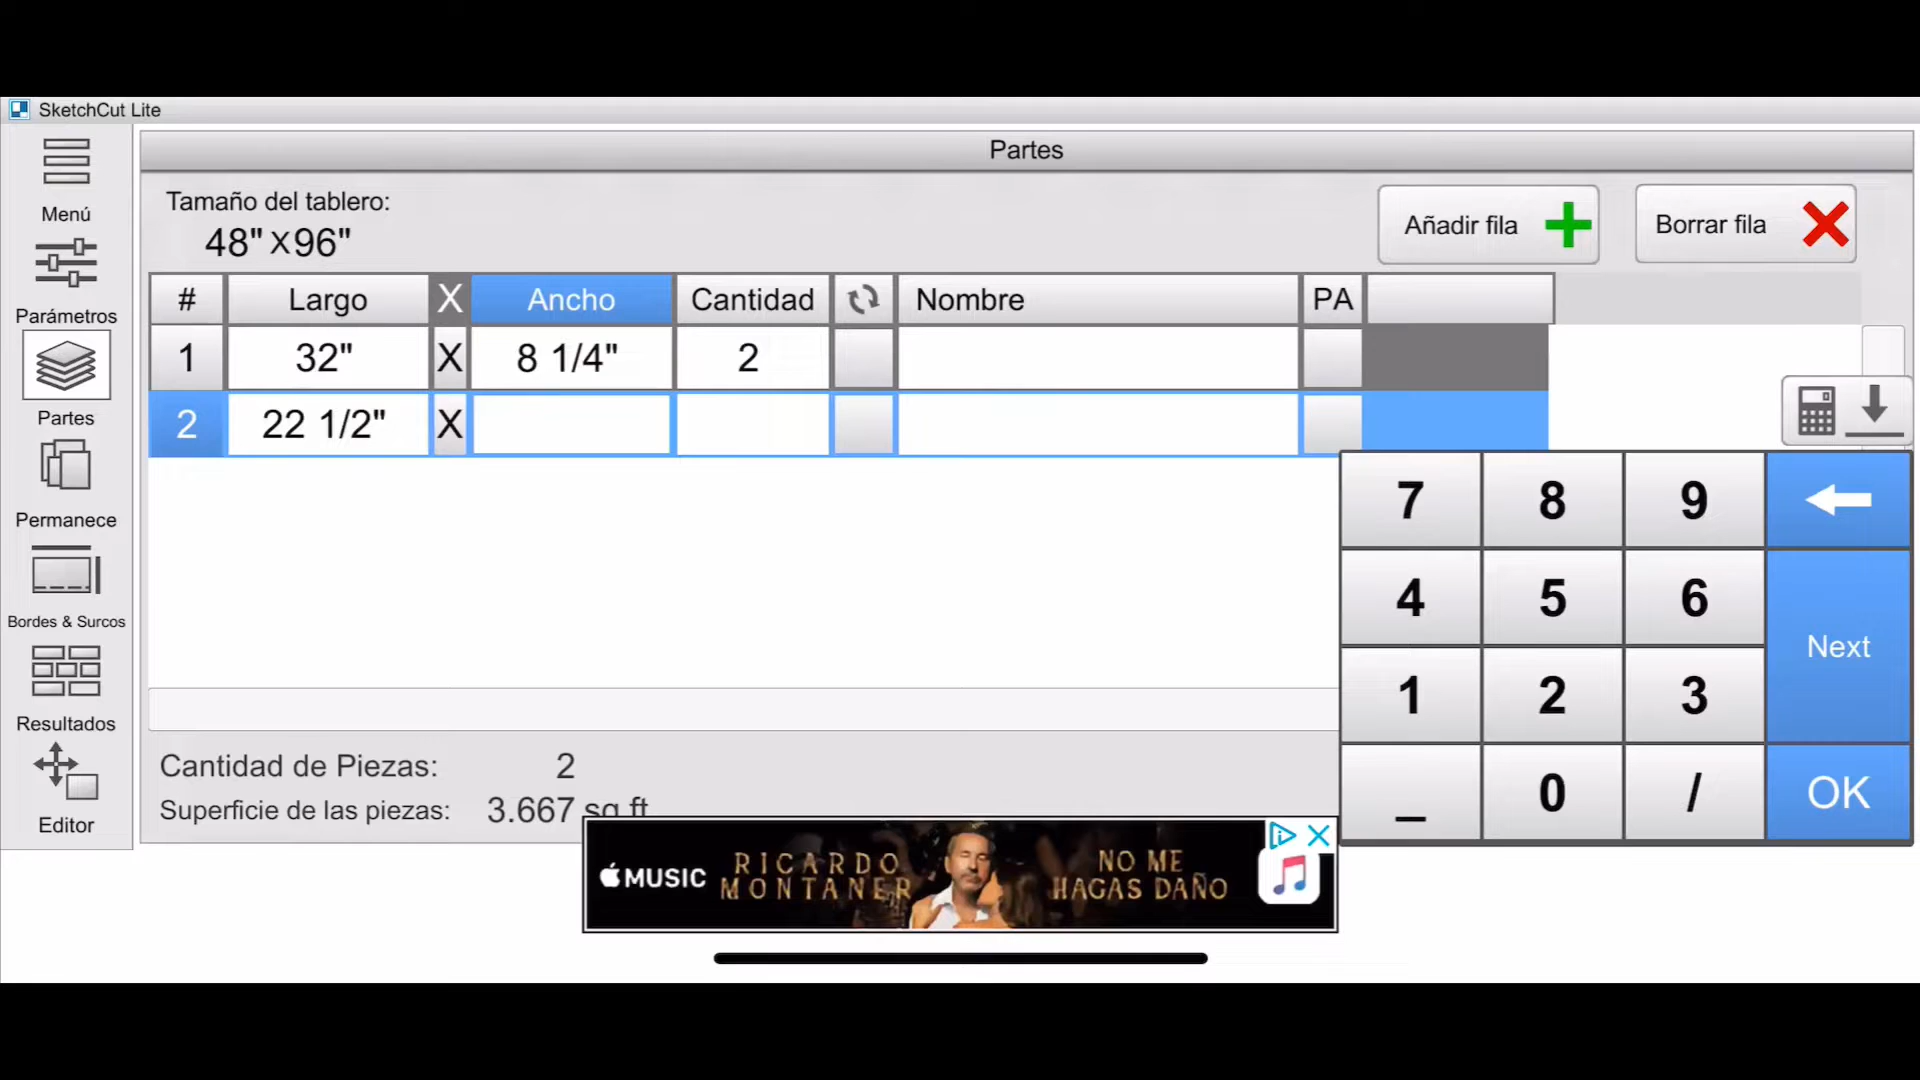 SketchCut Lite
Partes
Menú
Parámetros
Partes
Permanece
Bordes & Surcos
Resultados
Editor
Tamaño del tablero:
48" X 96"
Añadir fila
Borrar fila
# Largo X Ancho Cantidad Nombre PA
1 32" X 8 1/4" 2
2 22 1/2" X
7 8 9
4 5 6 Next
1 2 3
_ 0 / OK
Cantidad de Piezas: 2
Superficie de las piezas: 3.667 sq ft
MUSIC
RICARDO
MONTANER
NO ME
HAGAS DAÑO